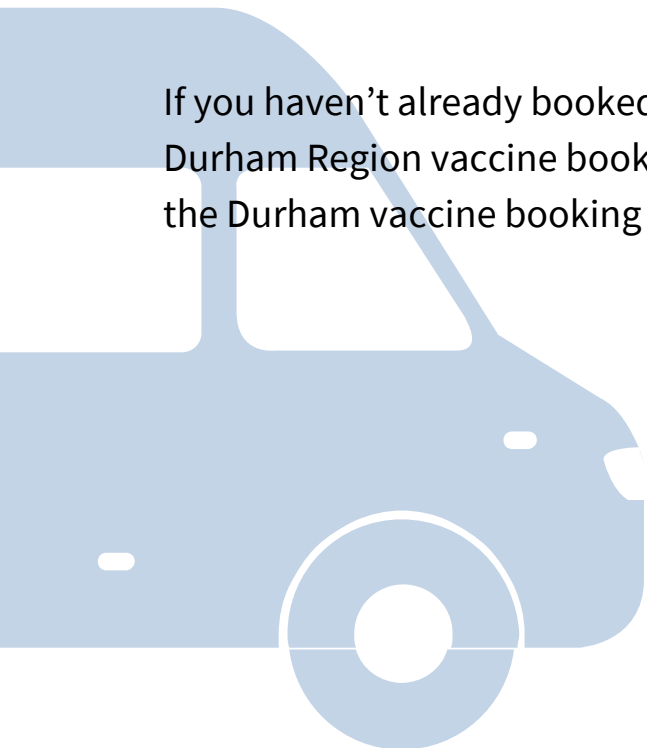 If you haven’t already booked
Durham Region vaccine book
the Durham vaccine booking